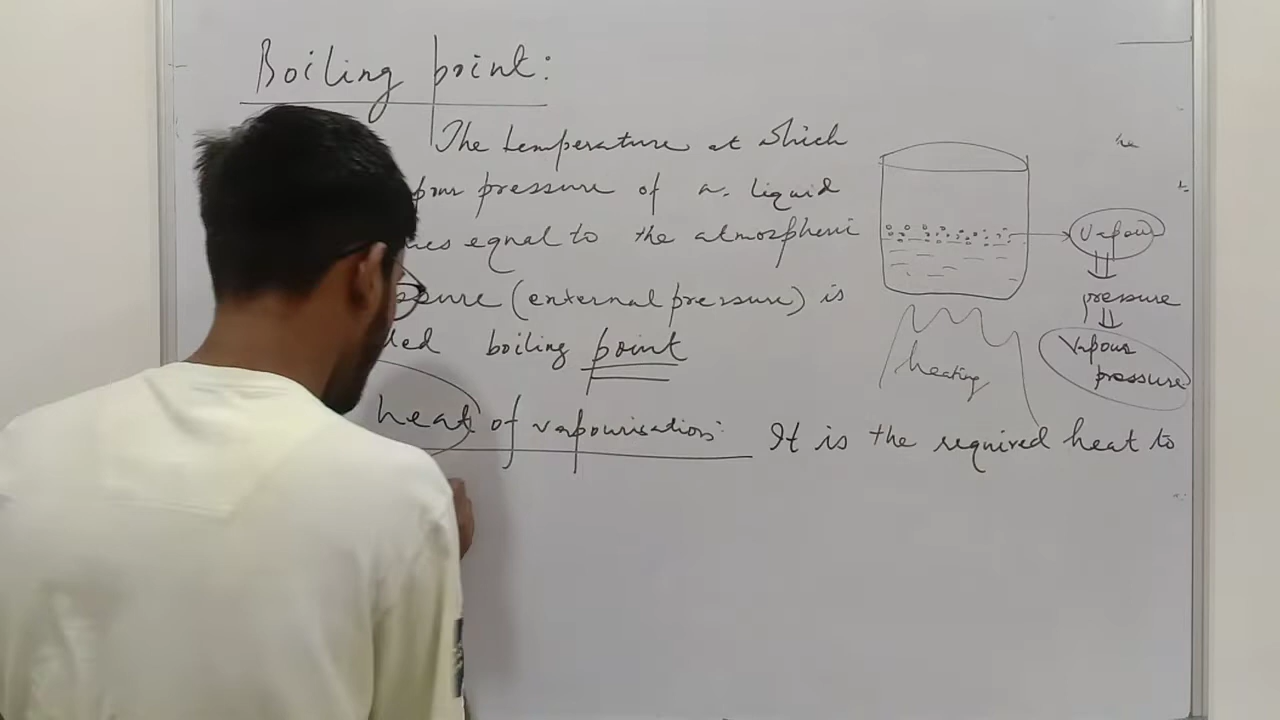 Boiling point:
The temperature at which
pressure of a liquid
equal to the atmospheric
(external pressure) is
boiling point
heat of vapourisation: It is the required heat to
Vapour
pressure
Vapour
pressure
heating